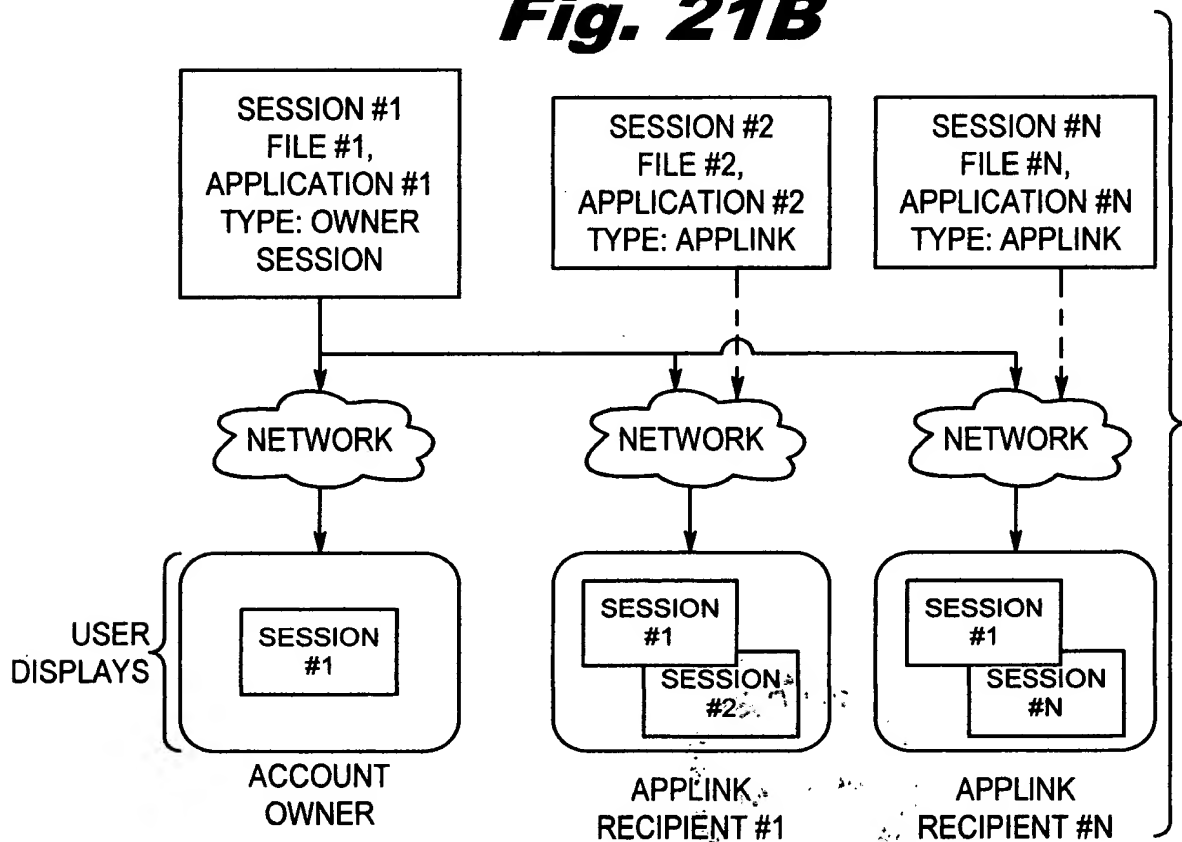 Fig. 21B
SESSION #1
FILE #1,
APPLICATION #1
TYPE: OWNER
SESSION
SESSION #2
FILE #2,
APPLICATION #2
TYPE: APPLINK
SESSION #N
FILE #N,
APPLICATION #N
TYPE: APPLINK
NETWORK
NETWORK
NETWORK
USER
DISPLAYS
SESSION
#1
SESSION
#1
SESSION
#2
SESSION
#1
SESSION
#N
ACCOUNT
OWNER
APPLINK
RECIPIENT #1
APPLINK
RECIPIENT #N